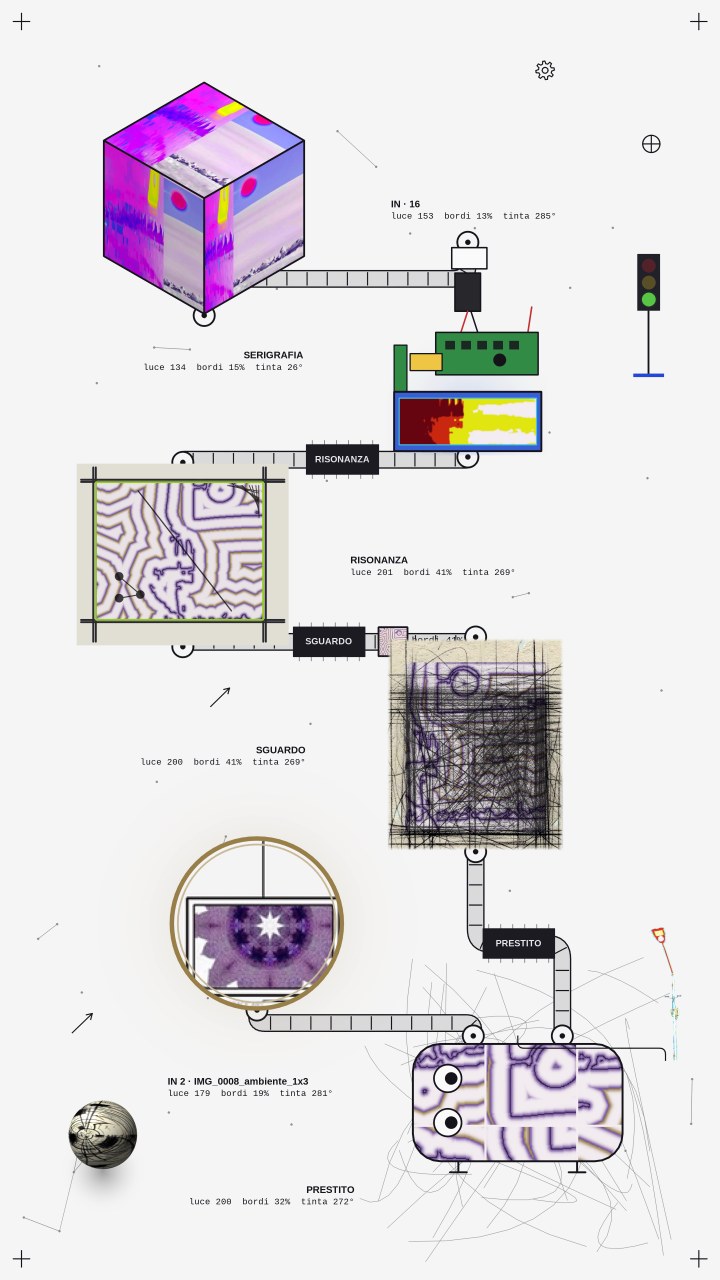 IN · 16
luce 153  bordi 13%  tinta 285°
SERIGRAFIA
luce 134  bordi 15%  tinta 26°
RISONANZA
RISONANZA
luce 201  bordi 41%  tinta 269°
SGUARDO
bordi 41%
SGUARDO
luce 200  bordi 41%  tinta 269°
PRESTITO
IN 2 · IMG_0008_ambiente_1x3
luce 179  bordi 19%  tinta 281°
PRESTITO
luce 200  bordi 32%  tinta 272°